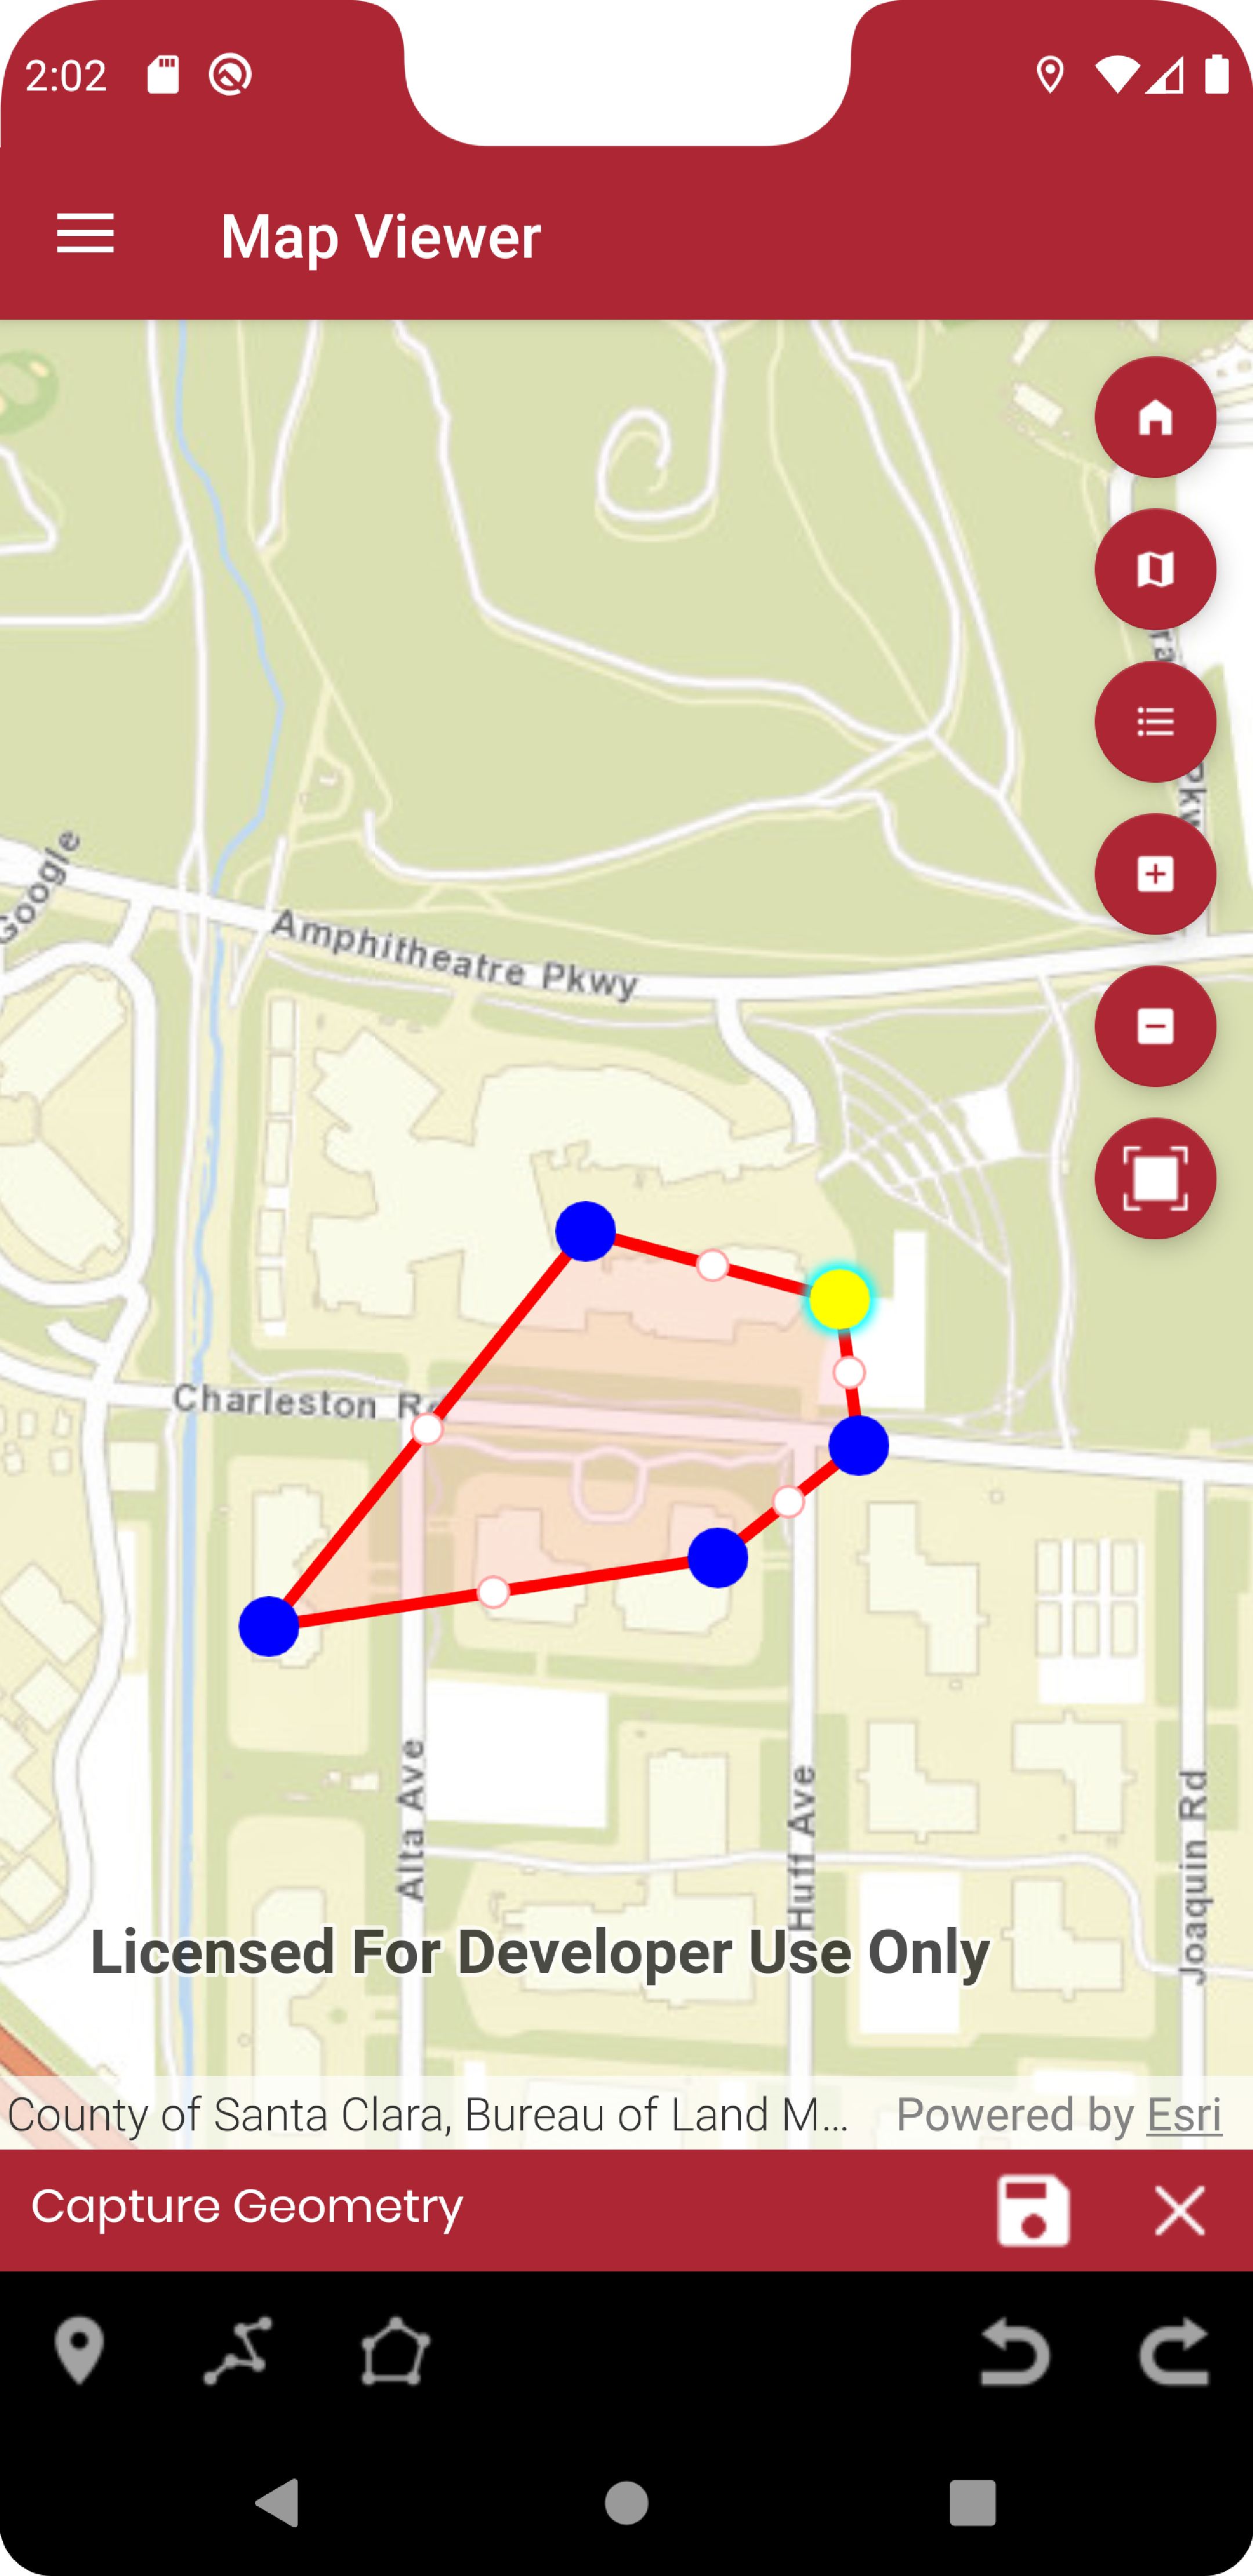 2:02
Map Viewer
Google
Amphitheatre Pkwy
Pkw
Charleston R
Alta Ave
Huff Ave
Joaquin Rd
Licensed For Developer Use Only
County of Santa Clara, Bureau of Land M... Powered by Esri
Capture Geometry